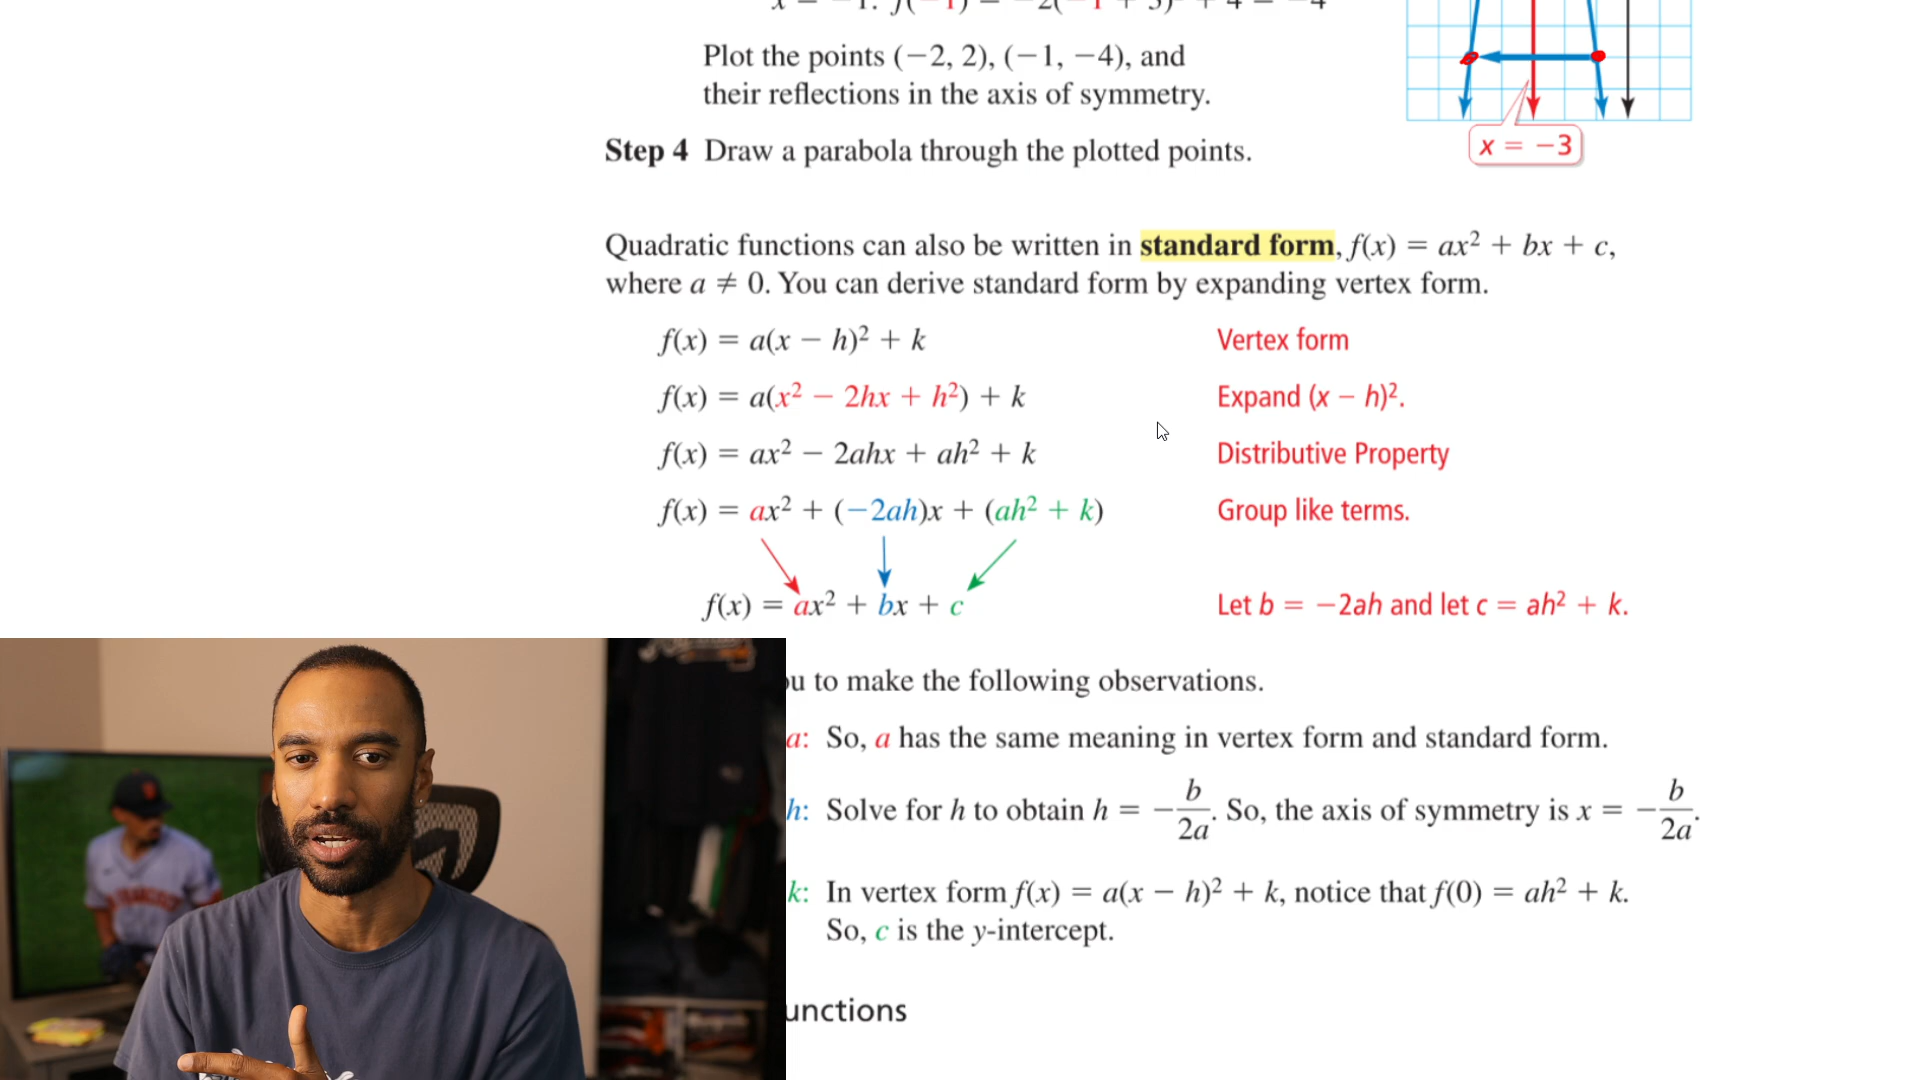 Plot the points (−2, 2), (−1, −4), and
their reflections in the axis of symmetry.
Step 4 Draw a parabola through the plotted points.
x = −3
Quadratic functions can also be written in standard form, f(x) = ax² + bx + c,
where a ≠ 0. You can derive standard form by expanding vertex form.
f(x) = a(x − h)² + k Vertex form
f(x) = a(x² − 2hx + h²) + k Expand (x − h)².
f(x) = ax² − 2ahx + ah² + k Distributive Property
f(x) = ax² + (−2ah)x + (ah² + k) Group like terms.
f(x) = ax² + bx + c Let b = −2ah and let c = ah² + k.
to make the following observations.
a: So, a has the same meaning in vertex form and standard form.
h: Solve for h to obtain h = −b/2a. So, the axis of symmetry is x = −b/2a.
k: In vertex form f(x) = a(x − h)² + k, notice that f(0) = ah² + k.
So, c is the y-intercept.